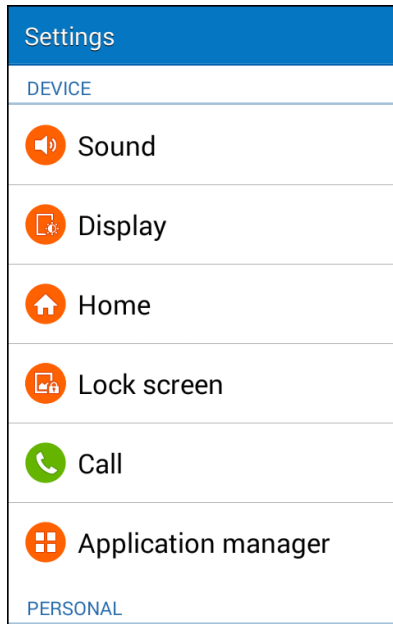 Settings
DEVICE
Sound
Display
Home
Lock screen
Call
Application manager
PERSONAL